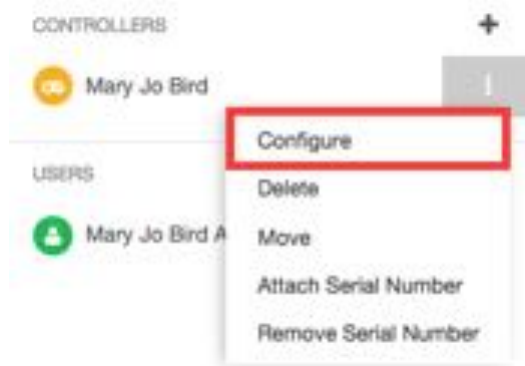 CONTROLLERS
Mary Jo Bird
Configure
USERS
Delete
Mary Jo Bird A
Move
Attach Serial Number
Remove Serial Number